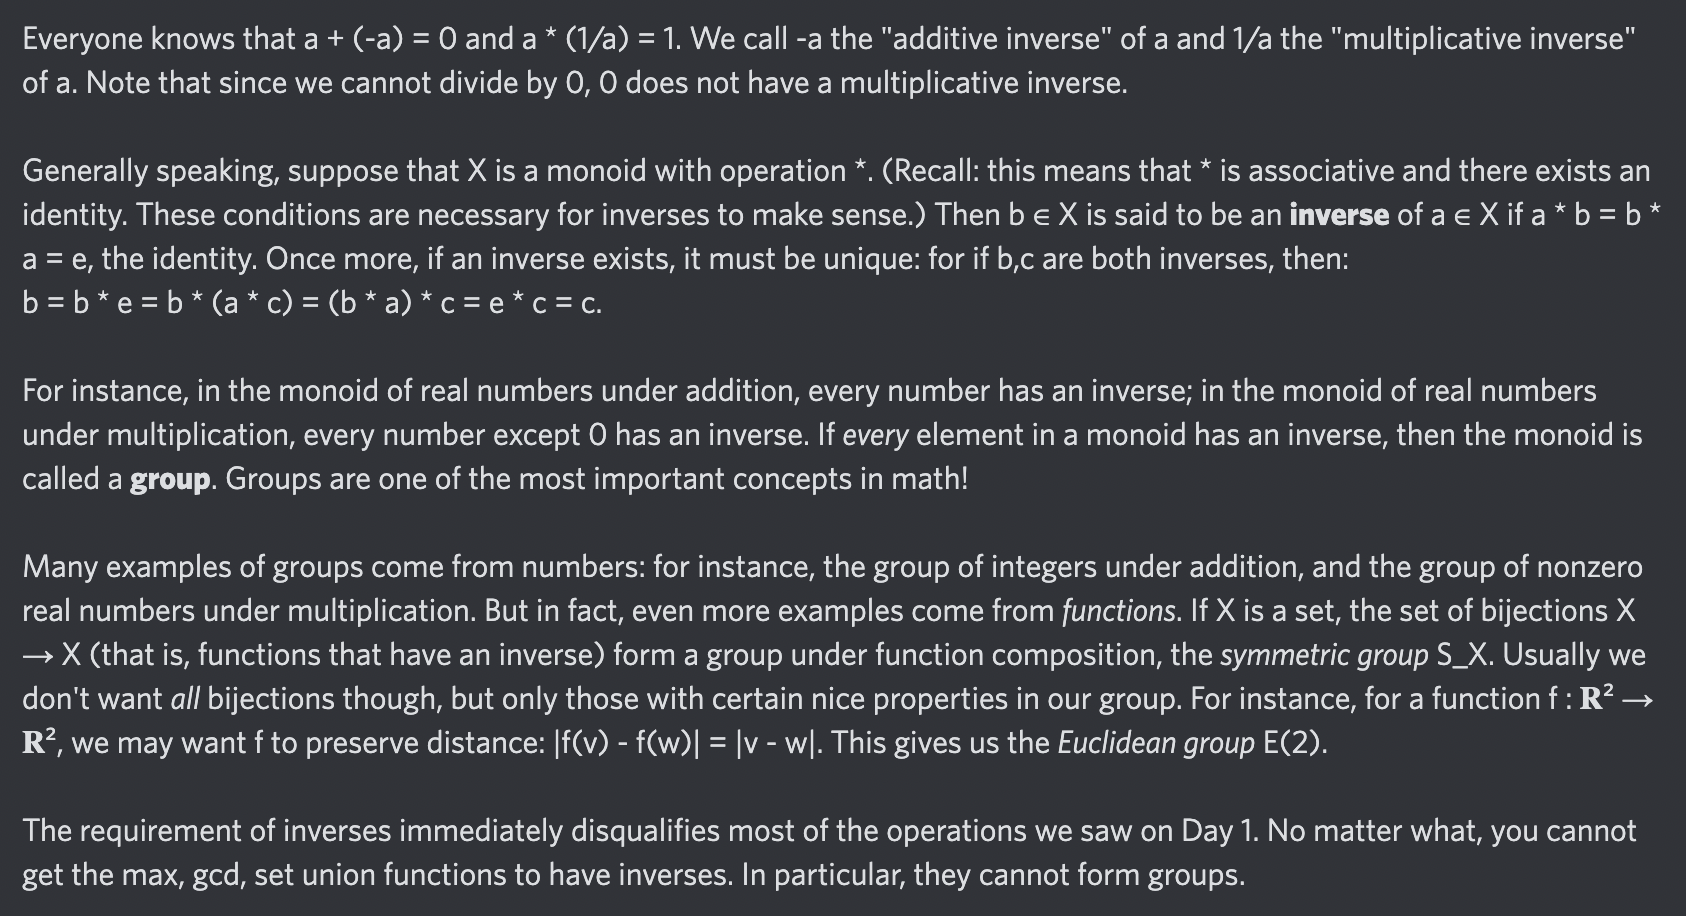 Everyone knows that a + (-a) = 0 and a * (1/a) = 1. We call -a the "additive inverse" of a and 1/a the "multiplicative inverse"
of a. Note that since we cannot divide by 0, 0 does not have a multiplicative inverse.
Generally speaking, suppose that X is a monoid with operation *. (Recall: this means that * is associative and there exists an
identity. These conditions are necessary for inverses to make sense.) Then b ∈ X is said to be an inverse of a ∈ X if a * b = b *
a = e, the identity. Once more, if an inverse exists, it must be unique: for if b,c are both inverses, then:
b = b * e = b * (a * c) = (b * a) * c = e * c = c.
For instance, in the monoid of real numbers under addition, every number has an inverse; in the monoid of real numbers
under multiplication, every number except 0 has an inverse. If every element in a monoid has an inverse, then the monoid is
called a group. Groups are one of the most important concepts in math!
Many examples of groups come from numbers: for instance, the group of integers under addition, and the group of nonzero
real numbers under multiplication. But in fact, even more examples come from functions. If X is a set, the set of bijections X
→ X (that is, functions that have an inverse) form a group under function composition, the symmetric group S_X. Usually we
don't want all bijections though, but only those with certain nice properties in our group. For instance, for a function f : 𝐑² →
𝐑², we may want f to preserve distance: |f(v) - f(w)| = |v - w|. This gives us the Euclidean group E(2).
The requirement of inverses immediately disqualifies most of the operations we saw on Day 1. No matter what, you cannot
get the max, gcd, set union functions to have inverses. In particular, they cannot form groups.